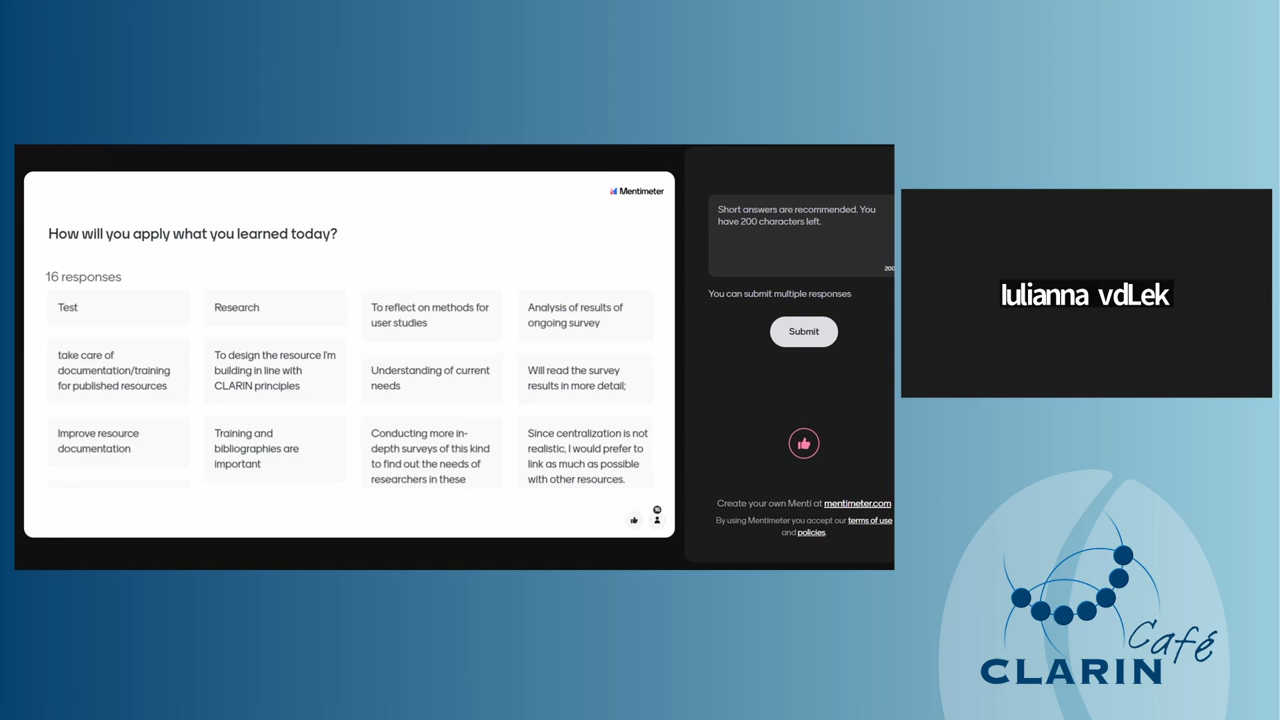 Mentimeter
How will you apply what you learned today?
16 responses
Test
Research
To reflect on methods for
user studies
Analysis of results of
ongoing survey
take care of
documentation/training
for published resources
To design the resource I'm
building in line with
CLARIN principles
Understanding of current
needs
Will read the survey
results in more detail;
Improve resource
documentation
Training and
bibliographies are
important
Conducting more in-
depth surveys of this kind
to find out the needs of
researchers in these
Since centralization is not
realistic, I would prefer to
link as much as possible
with other resources.
Short answers are recommended. You
have 200 characters left.
200
You can submit multiple responses
Submit
Create your own Menti at mentimeter.com
By using Mentimeter you accept our terms of use
and policies.
Iulianna vdLek
Café
CLARIN